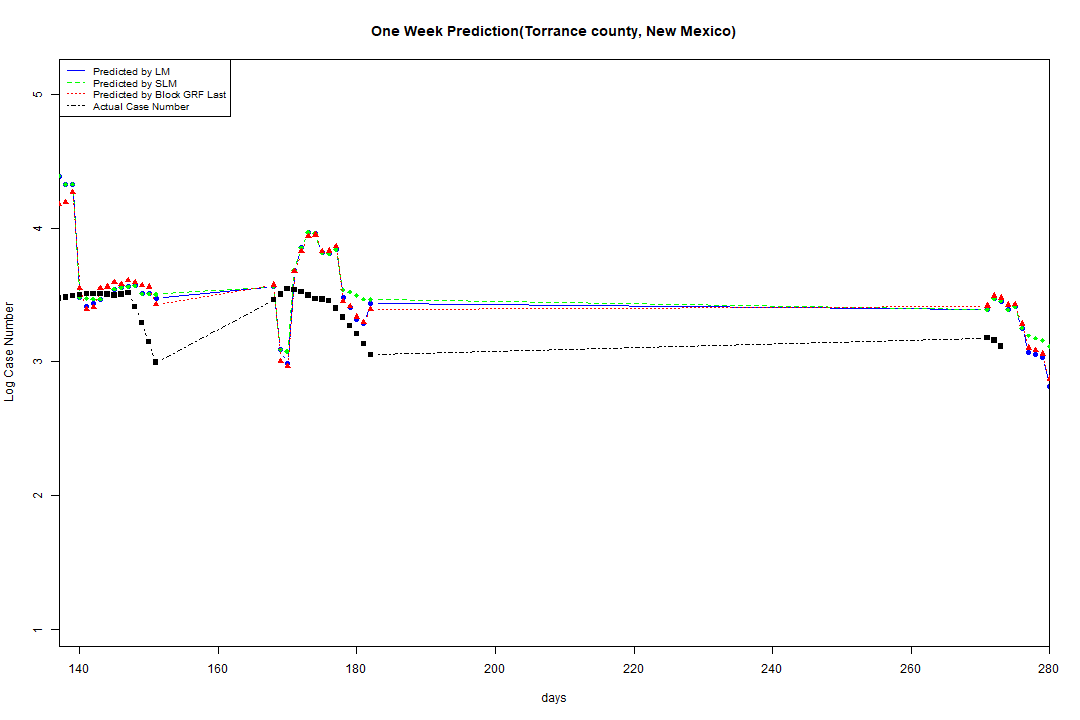 One Week Prediction(Torrance county, New Mexico)
Predicted by LM
Predicted by SLM
Predicted by Block GRF Last
Actual Case Number
5
4
3
2
1
Log Case Number
140 160 180 200 220 240 260 280
days